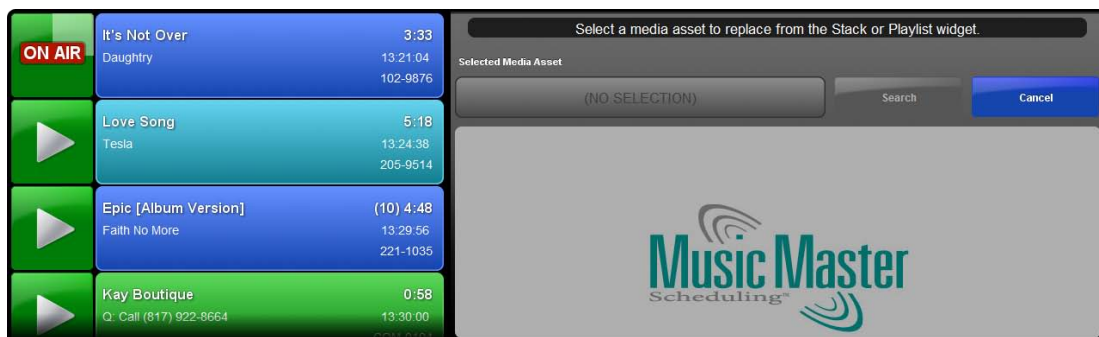 ON AIR
It's Not Over 3:33
Daughtry 13:21:04
102-9876
Love Song 5:18
Tesla 13:24:38
205-9514
Epic [Album Version] (10) 4:48
Faith No More 13:29:56
221-1035
Kay Boutique 0:58
Q: Call (817) 922-8664 13:30:00
Select a media asset to replace from the Stack or Playlist widget.
Selected Media Asset
(NO SELECTION) Search Cancel
Music Master
Scheduling